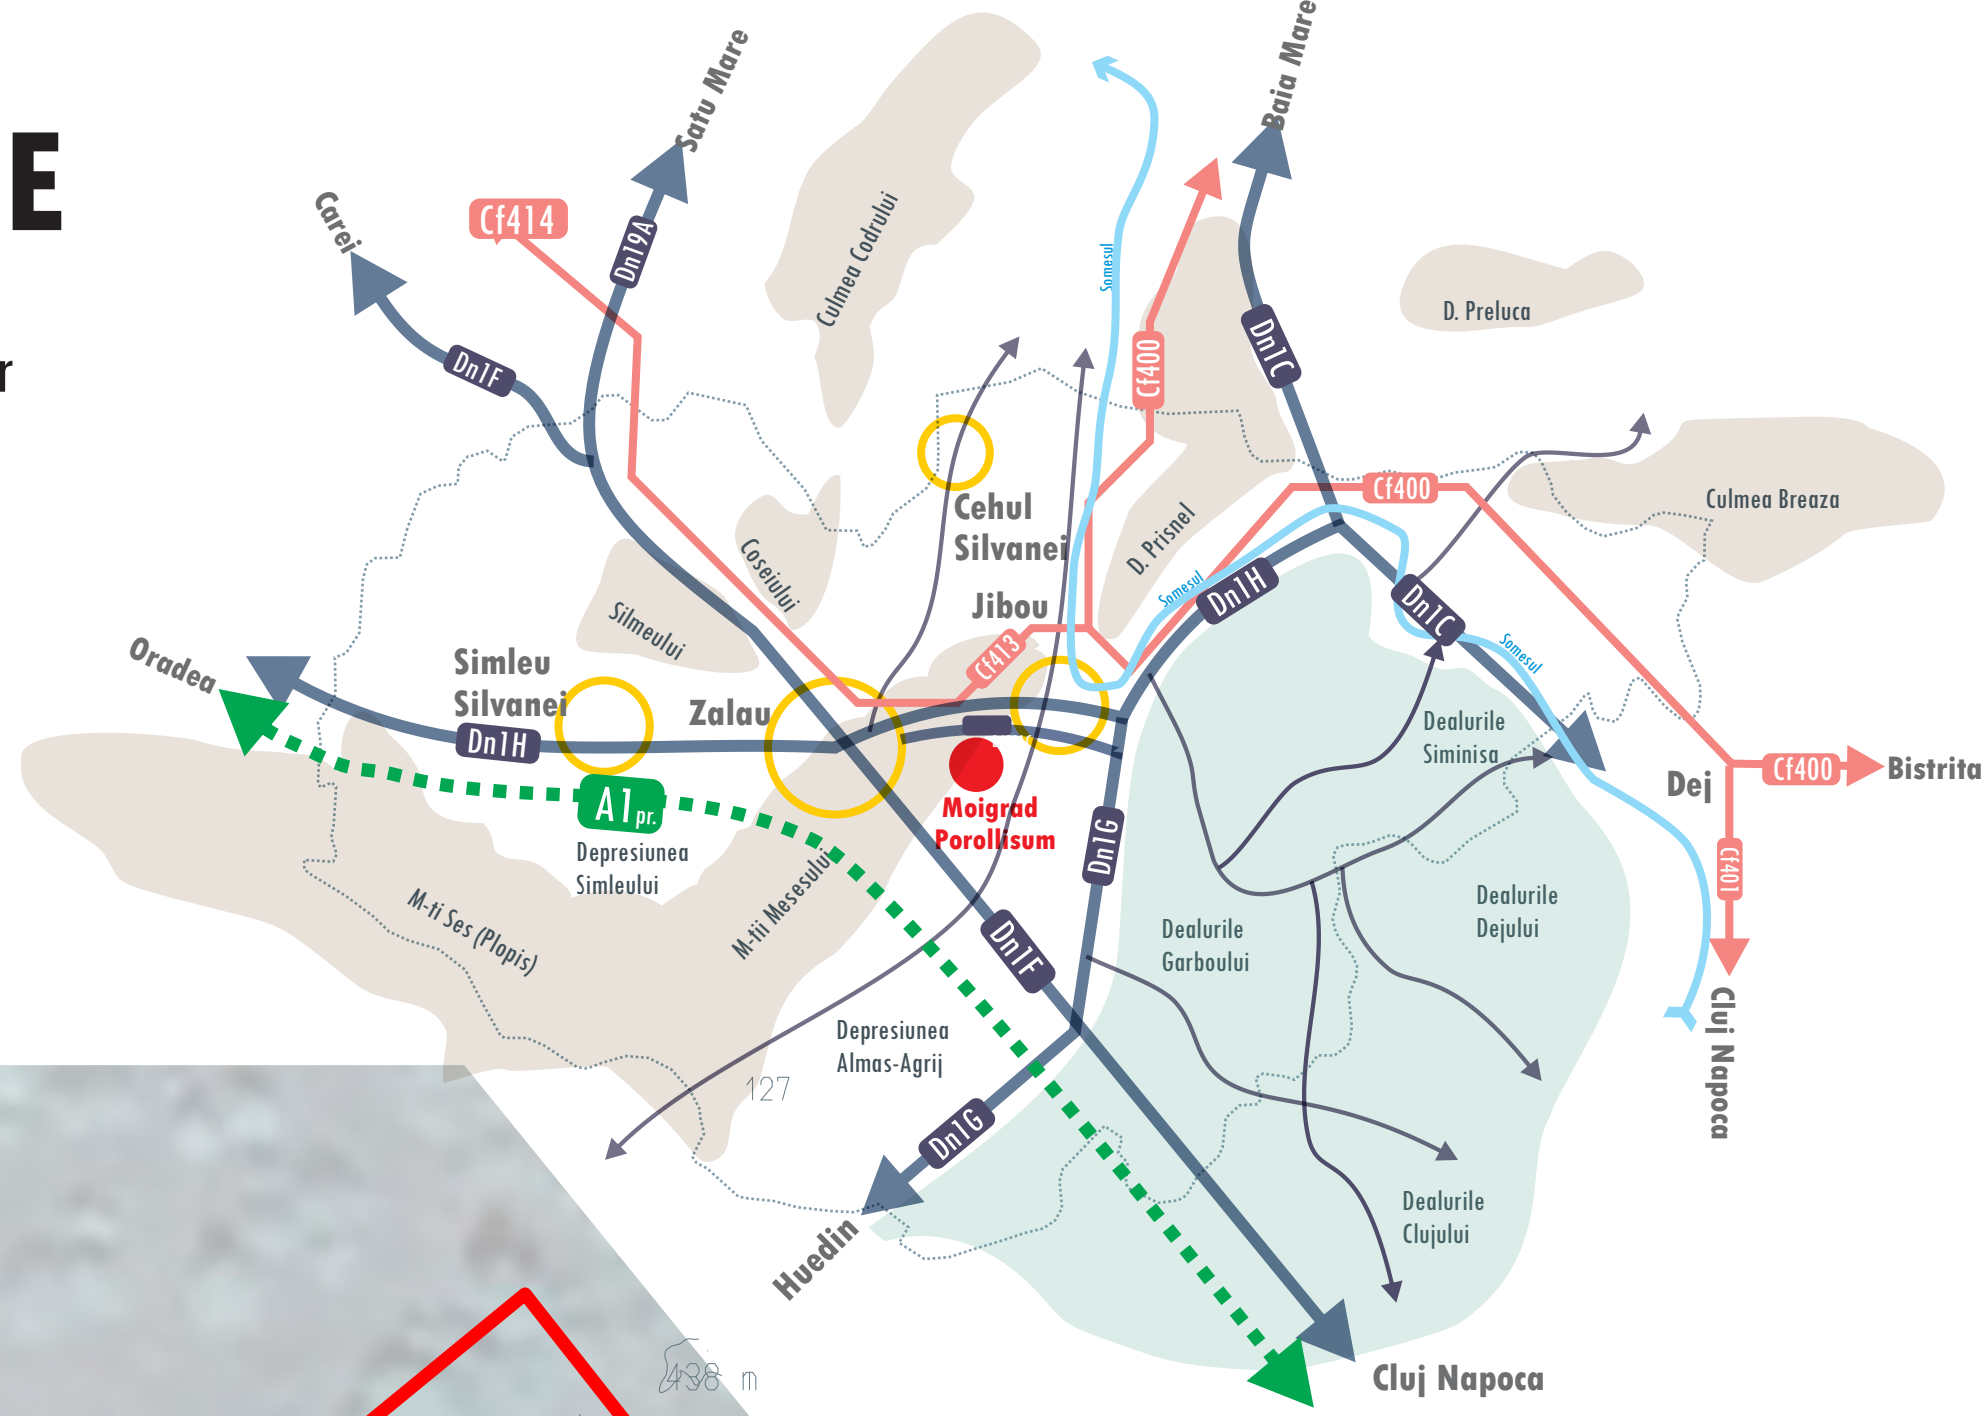 E
r
Satu Mare
Baia Mare
Carei
Cf414
Dn19A
Culmea Codrului
Somesul
Cf400
Dn1C
D. Preluca
Dn1F
Cehul
Silvanei
Cf400
Culmea Breaza
D. Prisnel
Coseiului
Silmeului
Jibou
Somesul
Dn1H
Dn1C
Somesul
Cf413
Oradea
Simleu
Silvanei
Zalau
Dn1H
Dealurile
Siminisa
Dej
Cf400
Bistrita
A1 pr.
Moigrad
Porollisum
Dn1G
Depresiunea
Simleului
Cf401
M-ti Ses (Plopis)
M-tii Mesesului
Dn1F
Dealurile
Garboului
Dealurile
Dejului
Depresiunea
Almas-Agrij
127
Dn1G
Cluj Napoca
Dealurile
Clujului
Huedin
438 m
Cluj Napoca